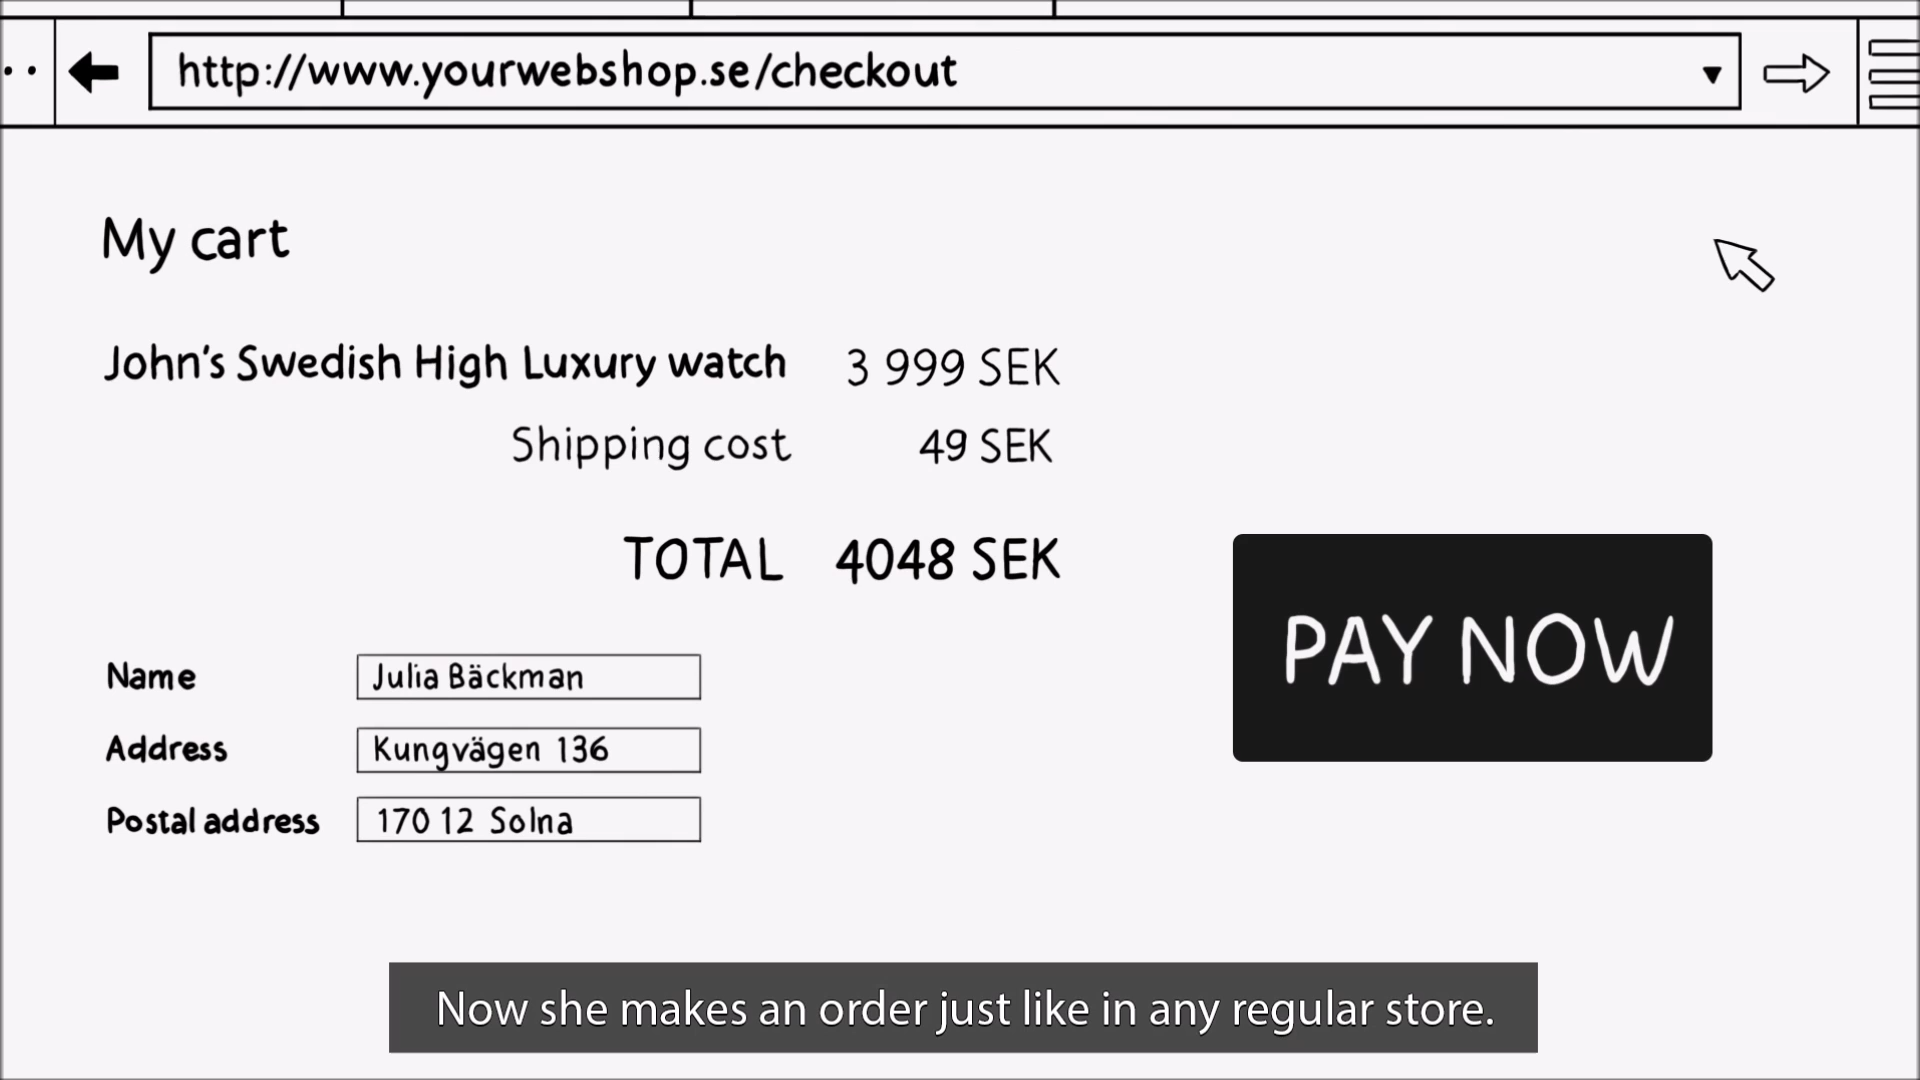 http://www.yourwebshop.se/checkout
My cart
John's Swedish High Luxury watch 3 999 SEK
Shipping cost 49 SEK
TOTAL 4048 SEK
PAY NOW
Name Julia Bäckman
Address Kungvägen 136
Postal address 170 12 Solna
Now she makes an order just like in any regular store.